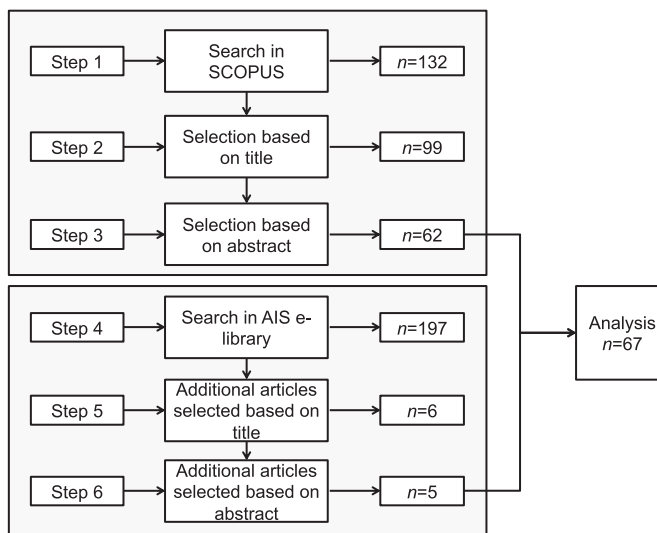 Step 1
Search in
SCOPUS
n=132
Step 2
Selection based
on title
n=99
Step 3
Selection based
on abstract
n=62
Step 4
Search in AIS e-
library
n=197
Step 5
Additional articles
selected based on
title
n=6
Step 6
Additional articles
selected based on
abstract
n=5
Analysis
n=67